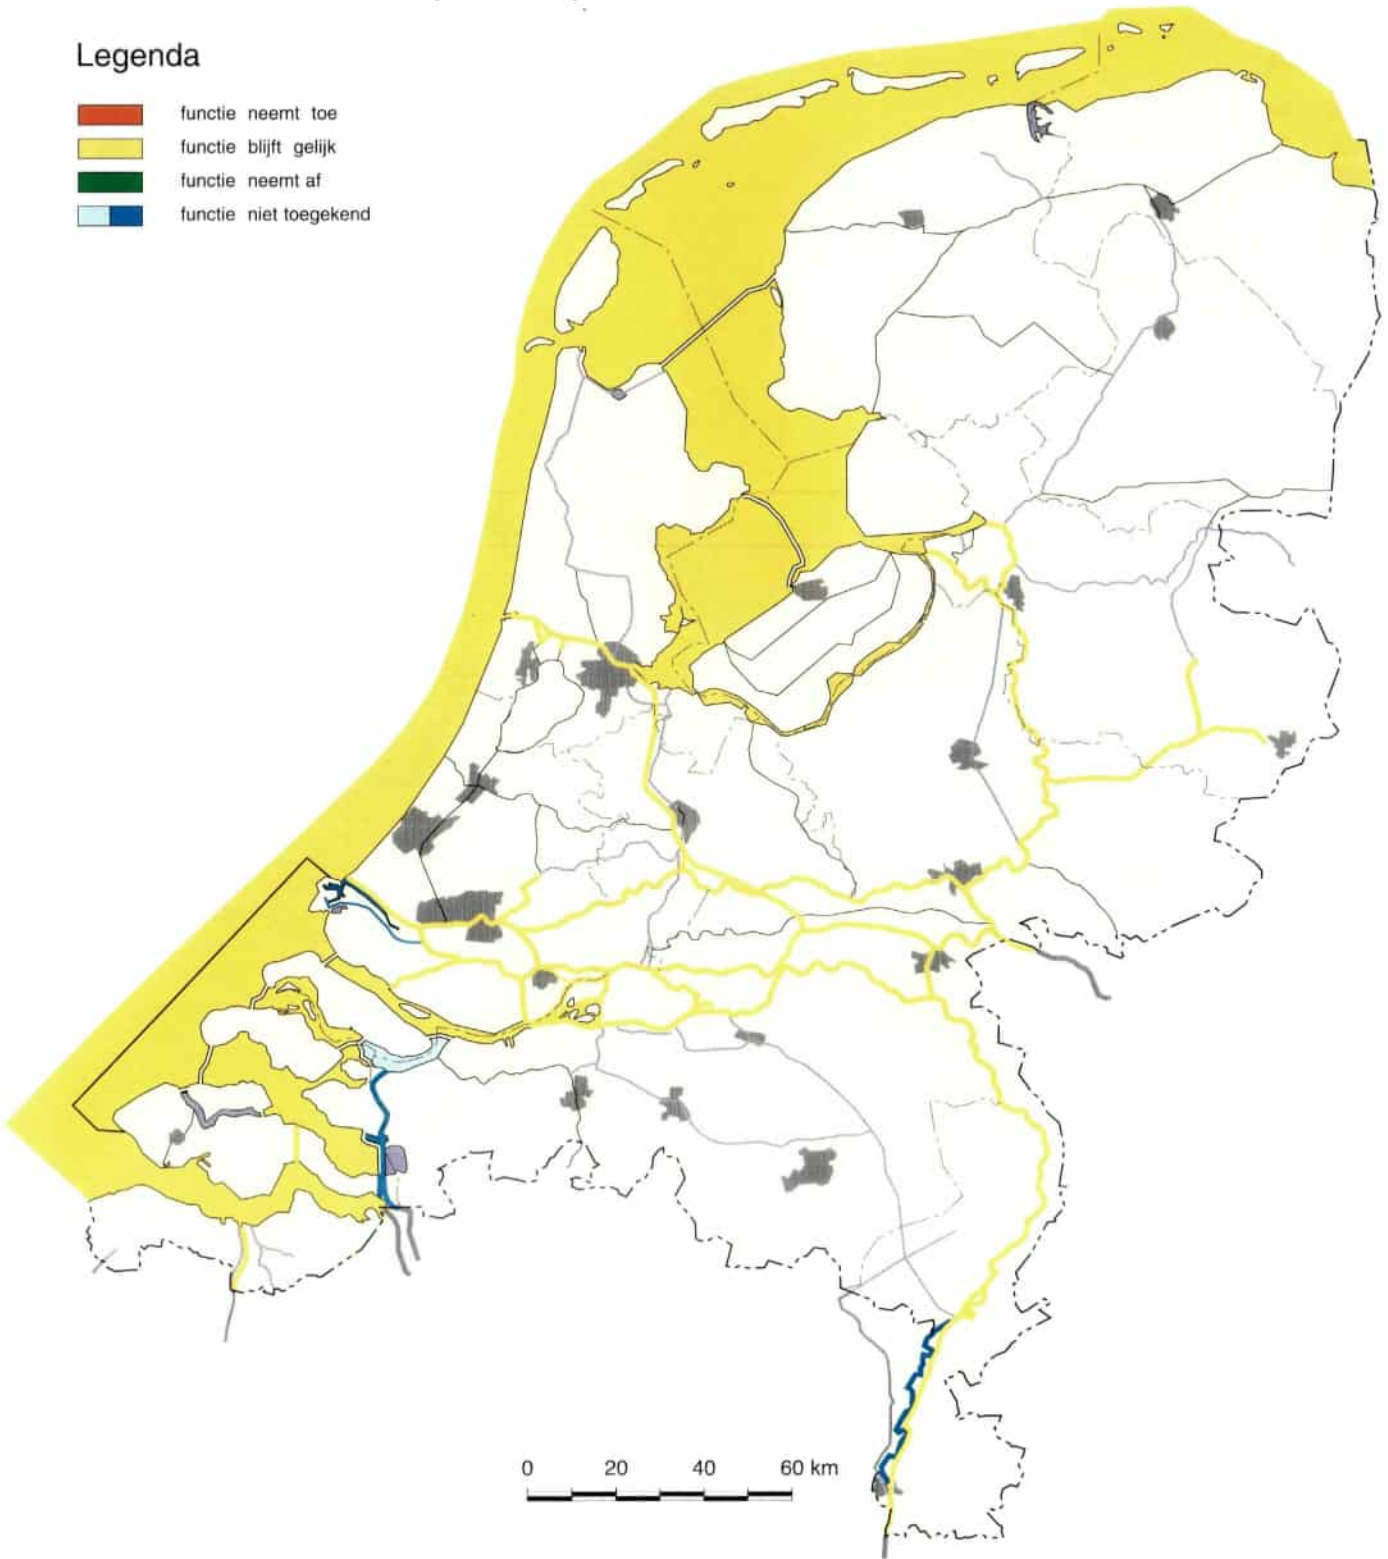 Legenda
functie neemt toe
functie blijft gelijk
functie neemt af
functie niet toegekend
0 20 40 60 km